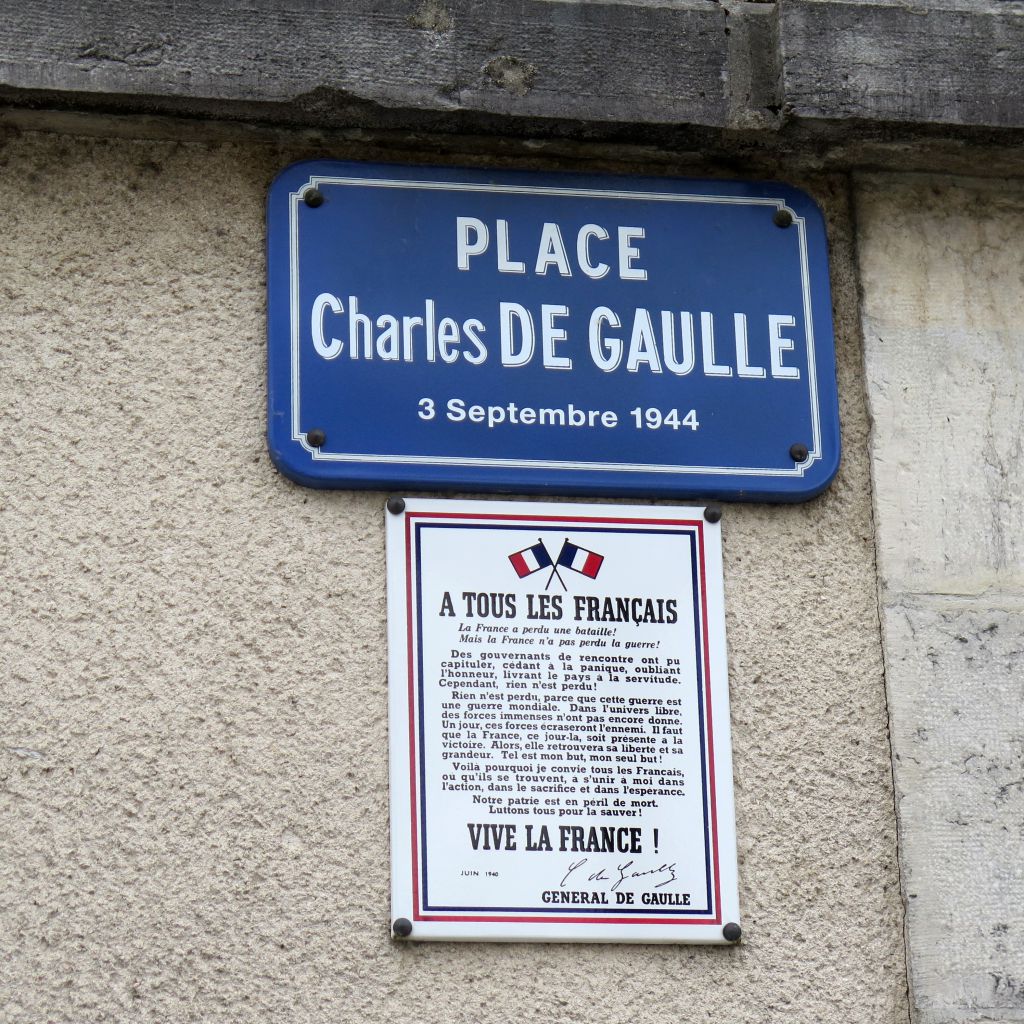 PLACE
Charles DE GAULLE
3 Septembre 1944
A TOUS LES FRANÇAIS
La France a perdu une bataille!
Mais la France n'a pas perdu la guerre!
Des gouvernants de rencontre ont pu
capituler, cédant à la panique, oubliant
l'honneur, livrant le pays à la servitude.
Cependant, rien n'est perdu!
Rien n'est perdu, parce que cette guerre est
une guerre mondiale. Dans l'univers libre,
des forces immenses n'ont pas encore donné.
Un jour, ces forces écraseront l'ennemi. Il faut
que la France, ce jour-là, soit présente à la
victoire. Alors, elle retrouvera sa liberté et sa
grandeur. Tel est mon but, mon seul but!
Voilà pourquoi je convie tous les Francais,
où qu'ils se trouvent, à s'unir à moi dans
l'action, dans le sacrifice et dans l'espérance.
Notre patrie est en péril de mort.
Luttons tous pour la sauver!
VIVE LA FRANCE !
C de Gaulle
JUIN 1940
GENERAL DE GAULLE